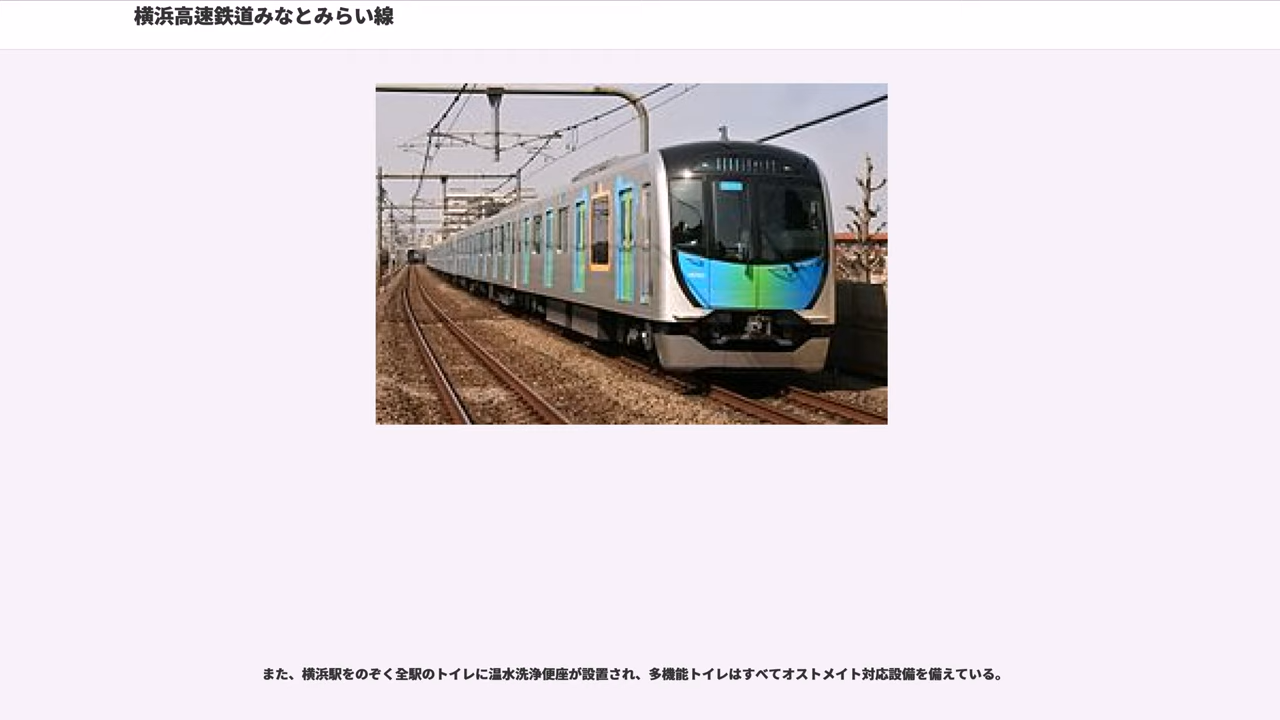 横浜高速鉄道みなとみらい線
また、横浜駅をのぞく全駅のトイレに温水洗浄便座が設置され、多機能トイレはすべてオストメイト対応設備を備えている。